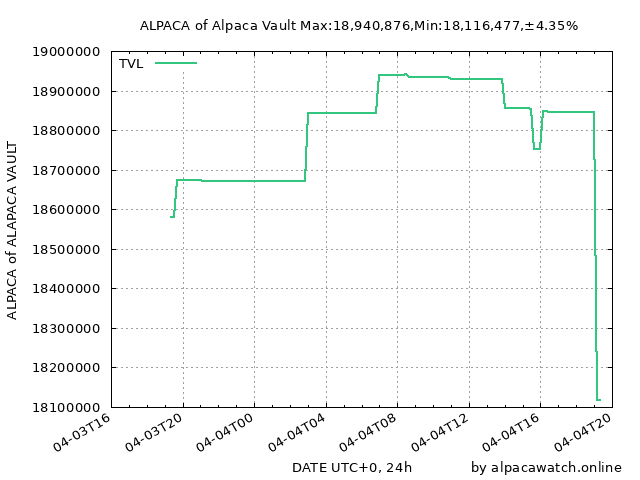 ALPACA of Alpaca Vault Max:18,940,876,Min:18,116,477,±4.35%
TVL
19000000
18900000
18800000
18700000
18600000
18500000
18400000
18300000
18200000
18100000
ALPACA of ALAPACA VAULT
04-03T16
04-03T20
04-04T00
04-04T04
04-04T08
04-04T12
04-04T16
04-04T20
DATE UTC+0, 24h
by alpacawatch.online